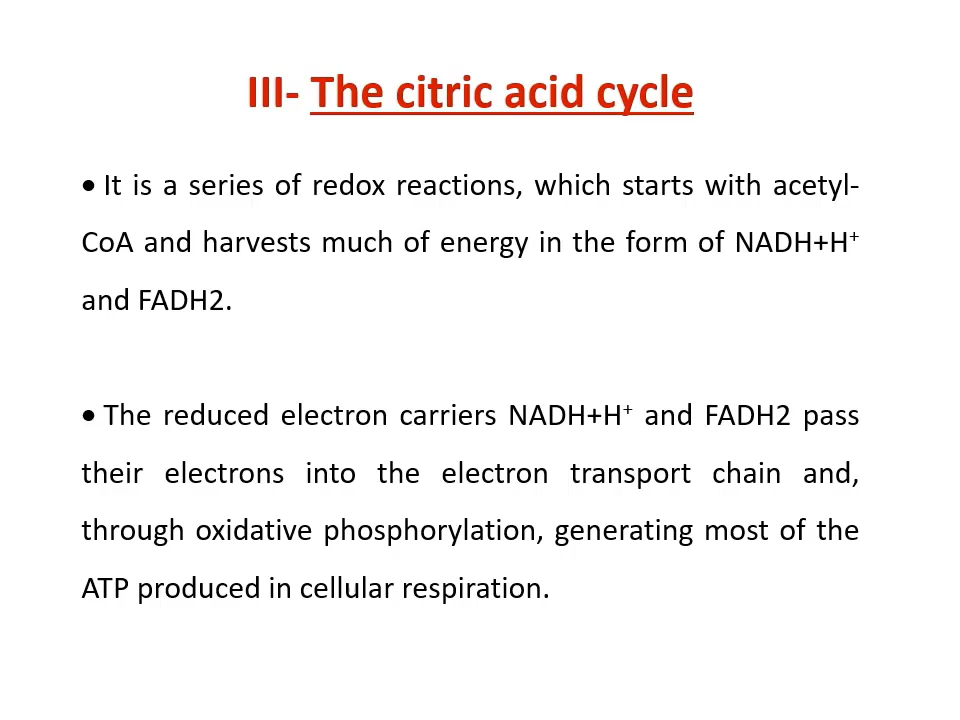 III- The citric acid cycle
• It is a series of redox reactions, which starts with acetyl-
CoA and harvests much of energy in the form of NADH+H⁺
and FADH2.
• The reduced electron carriers NADH+H⁺ and FADH2 pass
their electrons into the electron transport chain and,
through oxidative phosphorylation, generating most of the
ATP produced in cellular respiration.